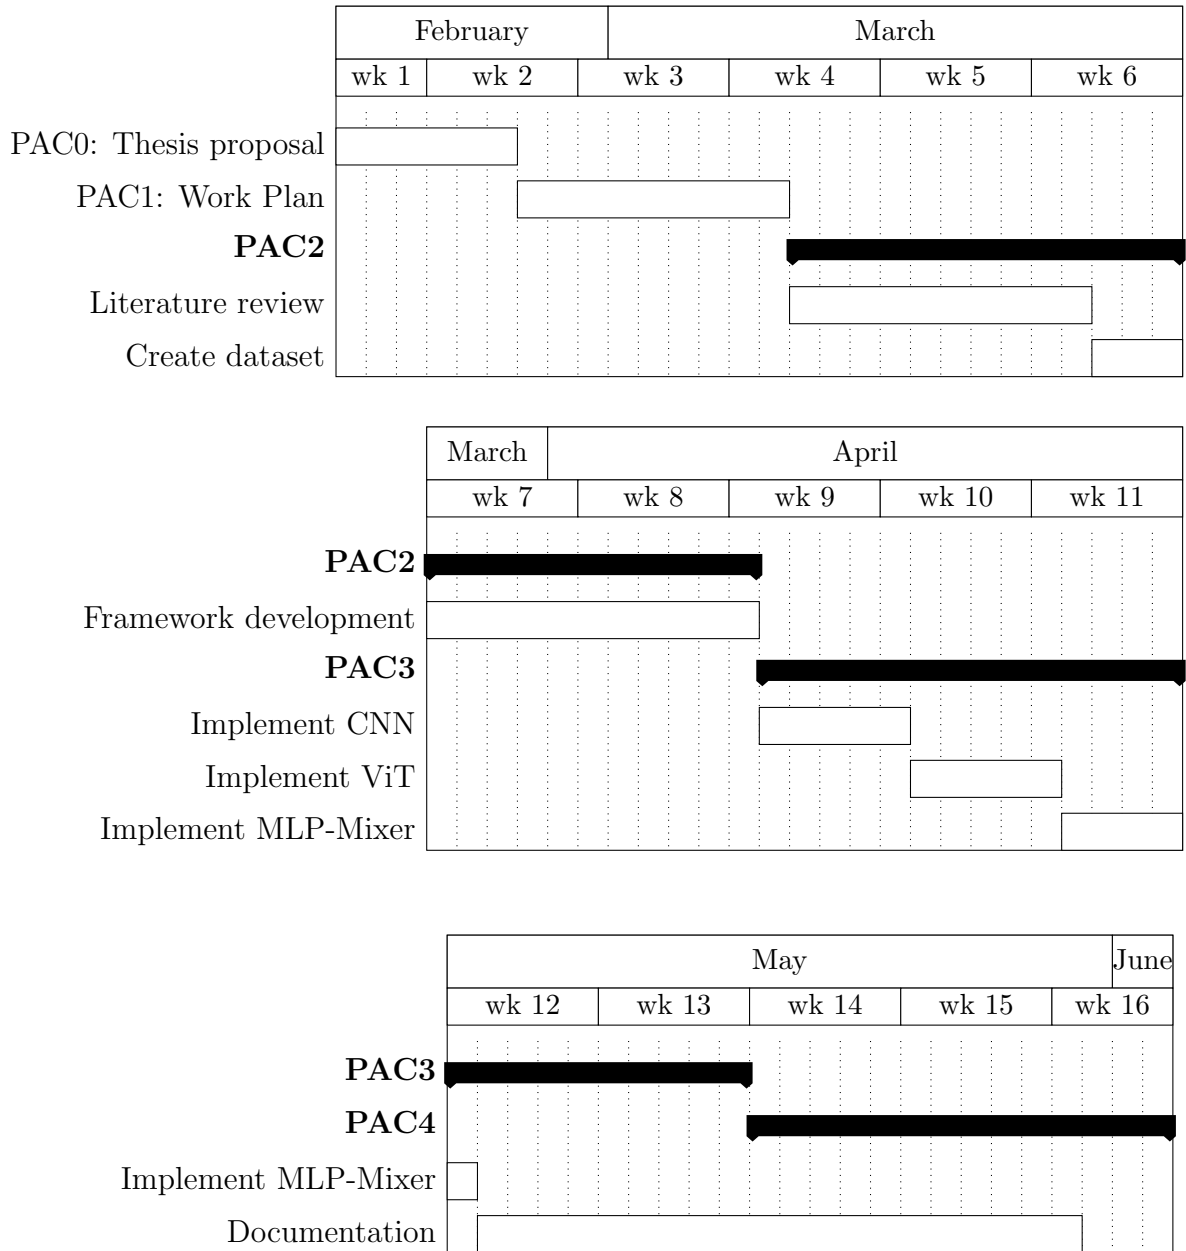 February March
wk 1 wk 2 wk 3 wk 4 wk 5 wk 6
PAC0: Thesis proposal
PAC1: Work Plan
PAC2
Literature review
Create dataset
March April
wk 7 wk 8 wk 9 wk 10 wk 11
PAC2
Framework development
PAC3
Implement CNN
Implement ViT
Implement MLP-Mixer
May June
wk 12 wk 13 wk 14 wk 15 wk 16
PAC3
PAC4
Implement MLP-Mixer
Documentation